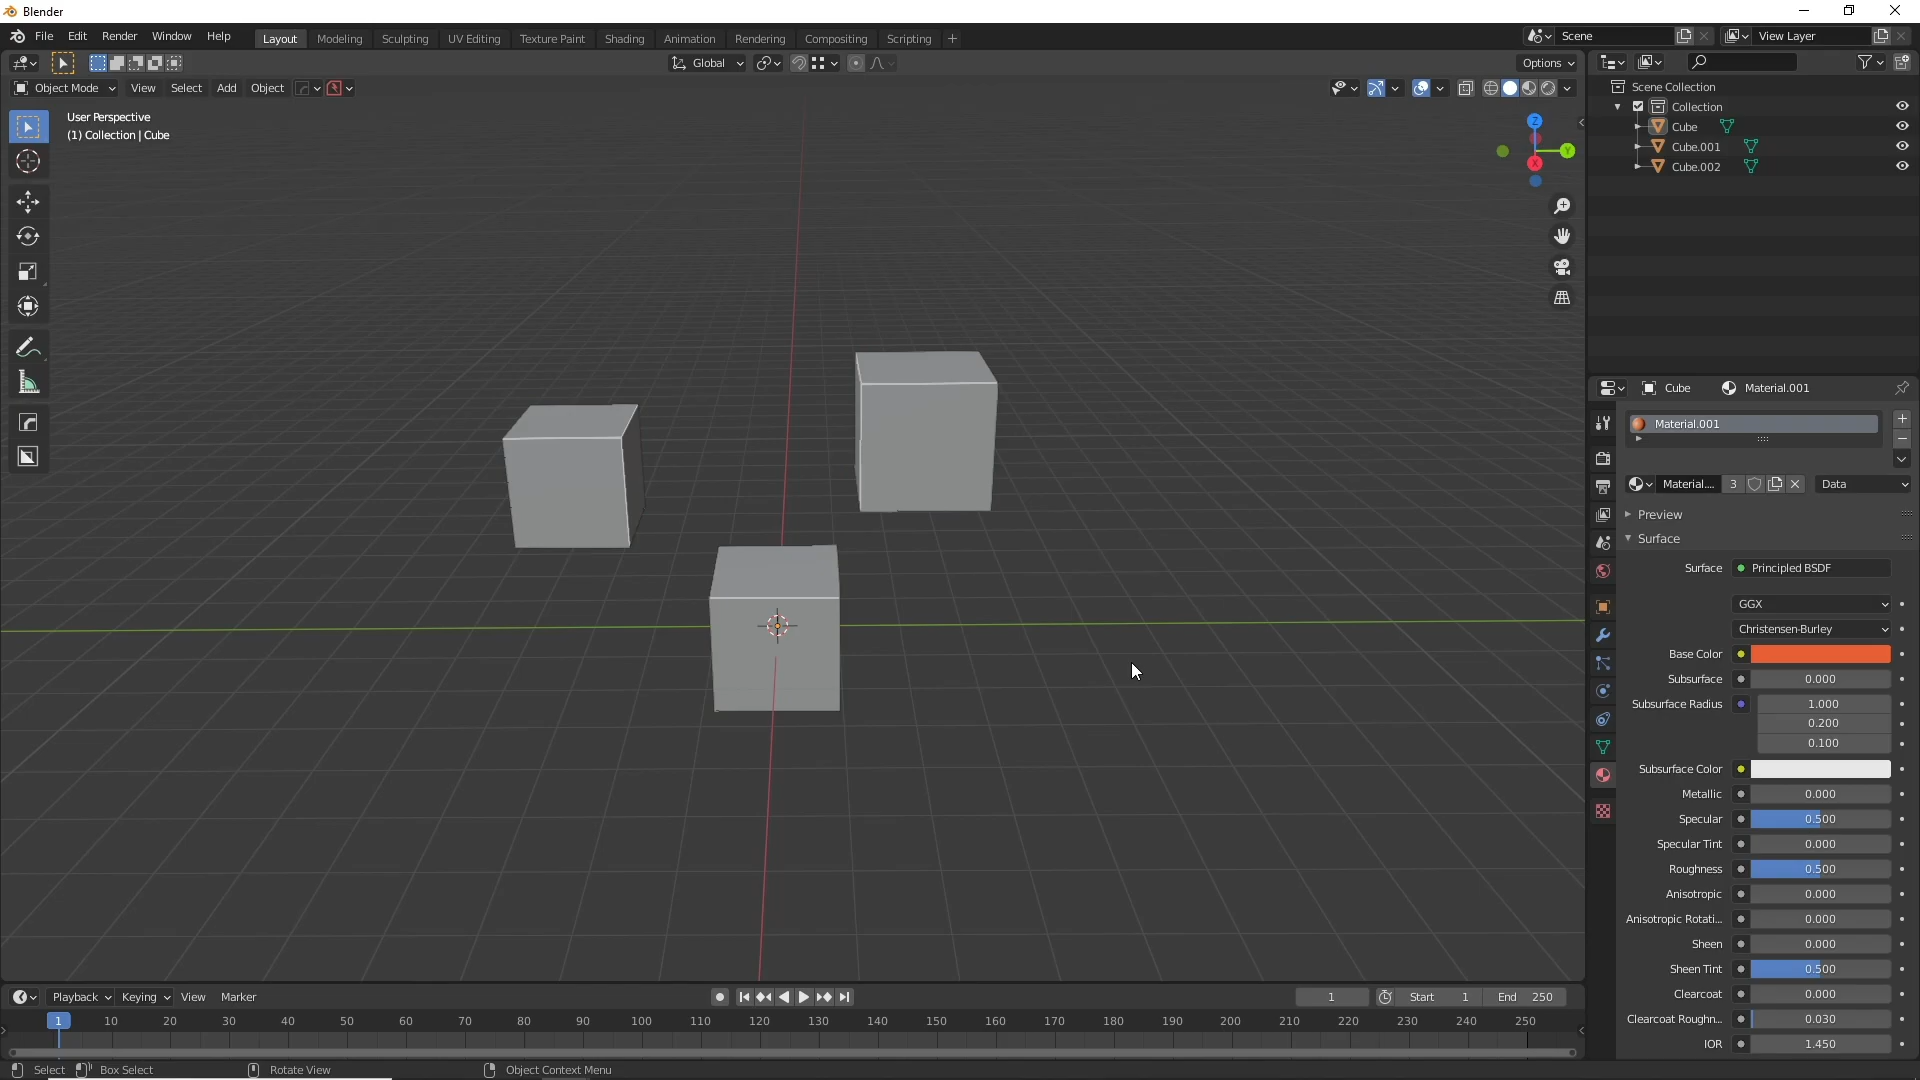 Blender
File Edit Render Window Help Layout Modeling Sculpting UV Editing Texture Paint Shading Animation Rendering Compositing Scripting + Scene View Layer
Global Options
Object Mode View Select Add Object
User Perspective
(1) Collection | Cube
Z
Y
X
Scene Collection
Collection
Cube
Cube.001
Cube.002
Cube Material.001
Material.001
Material.... 3 Data
Preview
Surface
Surface Principled BSDF
GGX
Christensen-Burley
Base Color
Subsurface 0.000
Subsurface Radius 1.000
0.200
0.100
Subsurface Color
Metallic 0.000
Specular 0.500
Specular Tint 0.000
Roughness 0.500
Anisotropic 0.000
Anisotropic Rotati... 0.000
Sheen 0.000
Sheen Tint 0.500
Clearcoat 0.000
Clearcoat Roughn... 0.030
IOR 1.450
Playback Keying View Marker 1 Start 1 End 250
1 10 20 30 40 50 60 70 80 90 100 110 120 130 140 150 160 170 180 190 200 210 220 230 240 250
Select Box Select Rotate View Object Context Menu